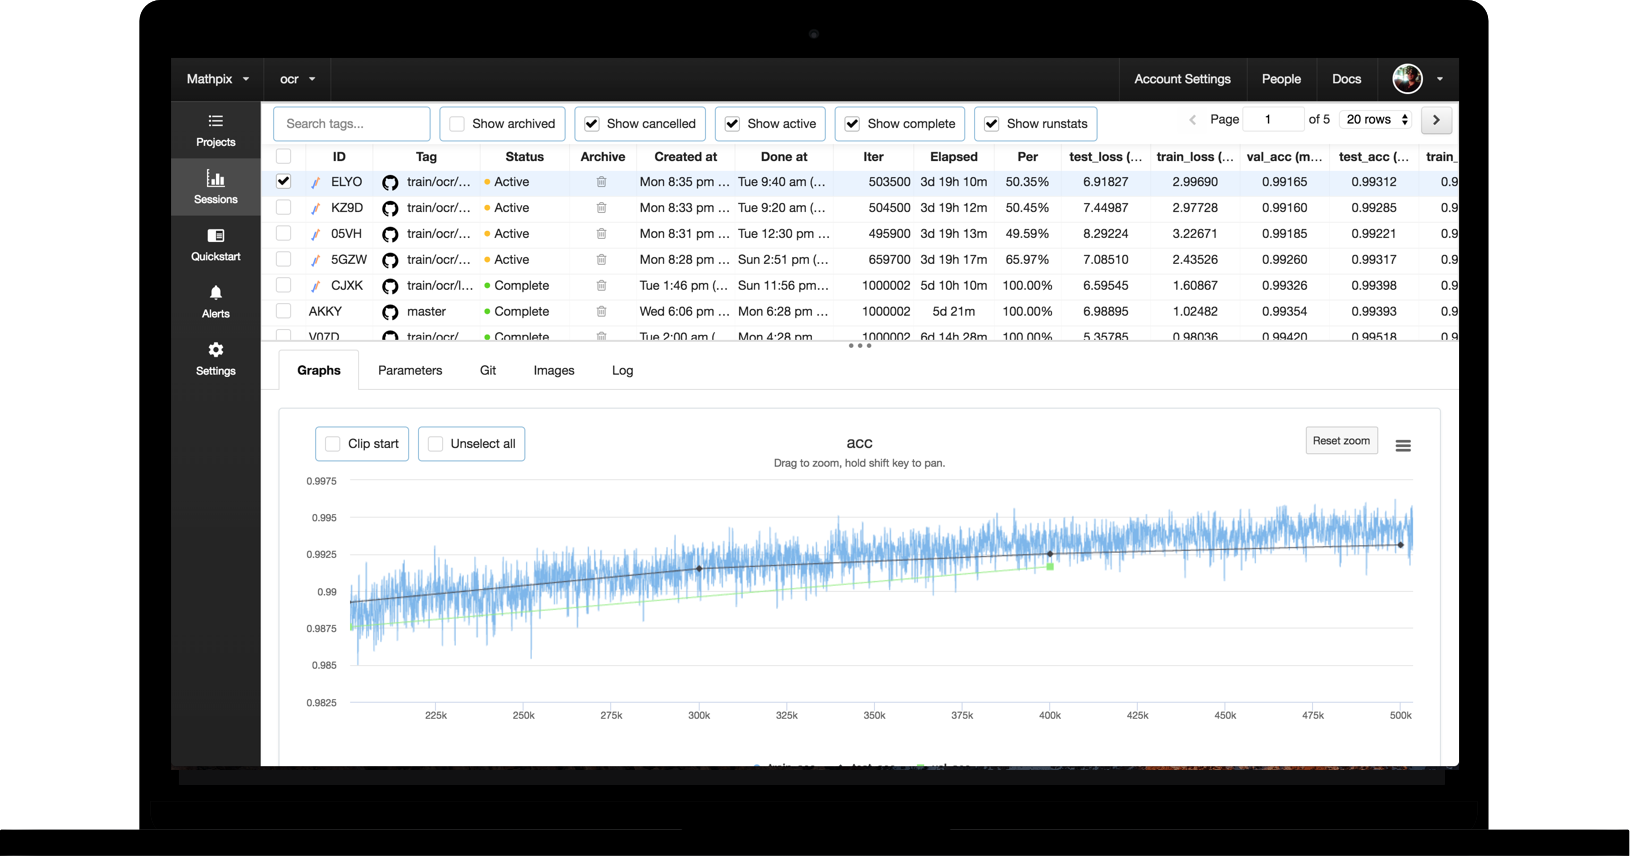 Mathpix ocr Account Settings People Docs
Projects
Sessions
Quickstart
Alerts
Settings
Search tags... Show archived Show cancelled Show active Show complete Show runstats Page 1 of 5 20 rows
ID Tag Status Archive Created at Done at Iter Elapsed Per test_loss (... train_loss (... val_acc (m... test_acc (... train_
ELYO train/ocr/... Active Mon 8:35 pm ... Tue 9:40 am (... 503500 3d 19h 10m 50.35% 6.91827 2.99690 0.99165 0.99312 0.9
KZ9D train/ocr/... Active Mon 8:33 pm ... Tue 9:20 am (... 504500 3d 19h 12m 50.45% 7.44987 2.97728 0.99160 0.99285 0.9
05VH train/ocr/... Active Mon 8:31 pm ... Tue 12:30 pm ... 495900 3d 19h 13m 49.59% 8.29224 3.22671 0.99185 0.99221 0.9
5GZW train/ocr/... Active Mon 8:28 pm ... Sun 2:51 pm (... 659700 3d 19h 17m 65.97% 7.08510 2.43526 0.99260 0.99317 0.9
CJXK train/ocr/l... Complete Tue 1:46 pm (... Sun 11:56 pm... 1000002 5d 10h 10m 100.00% 6.59545 1.60867 0.99326 0.99398 0.9
AKKY master Complete Wed 6:06 pm ... Mon 6:28 pm ... 1000002 5d 21m 100.00% 6.98895 1.02482 0.99354 0.99393 0.9
V07D train/ocr/... Complete Tue 2:00 am (... Mon 4:28 pm ... 1000002 6d 14h 28m 100.00% 5.35785 0.98036 0.99420 0.99518 0.9
Graphs Parameters Git Images Log
Clip start Unselect all acc Reset zoom
Drag to zoom, hold shift key to pan.
0.9975
0.995
0.9925
0.99
0.9875
0.985
0.9825
225k 250k 275k 300k 325k 350k 375k 400k 425k 450k 475k 500k